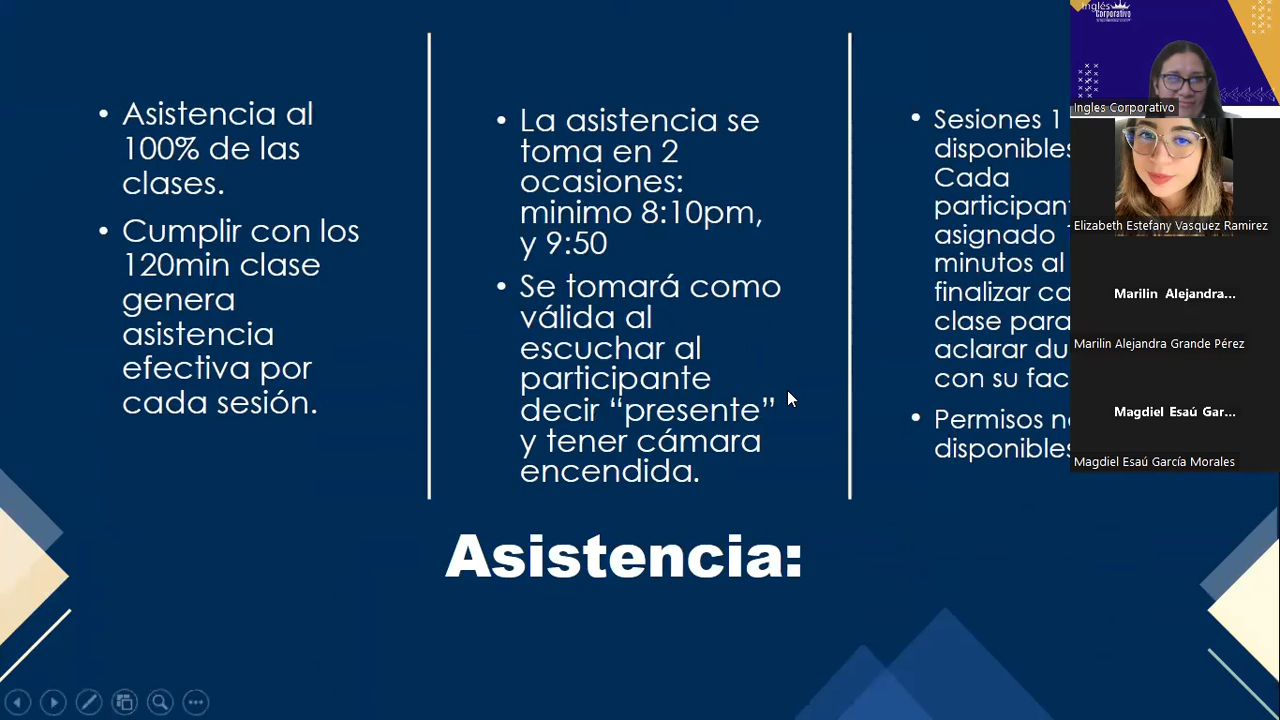 • Asistencia al
100% de las
clases.
• Cumplir con los
120min clase
genera
asistencia
efectiva por
cada sesión.
• La asistencia se
toma en 2
ocasiones:
minimo 8:10pm,
y 9:50
• Se tomará como
válida al
escuchar al
participante
decir “presente”
y tener cámara
encendida.
• Sesiones 1
disponibles
Cada
participan
asignado
minutos al
finalizar ca
clase para
aclarar du
con su fac
• Permisos n
disponibles
Asistencia:
Inglés
Corporativo
Ingles Corporativo
Elizabeth Estefany Vasquez Ramirez
Marilin Alejandra...
Marilin Alejandra Grande Pérez
Magdiel Esaú Gar...
Magdiel Esaú García Morales